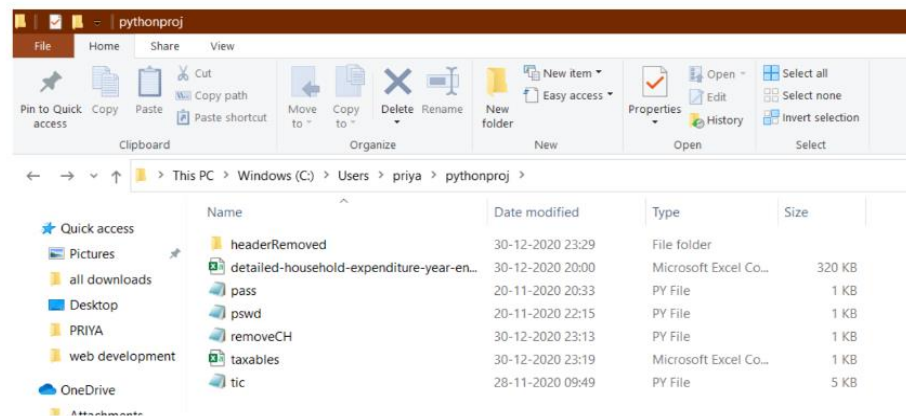 pythonproj
File Home Share View
Pin to Quick access
Copy
Paste
Cut
Copy path
Paste shortcut
Clipboard
Move to
Copy to
Delete
Rename
Organize
New folder
New item
Easy access
New
Properties
Open
Edit
History
Open
Select all
Select none
Invert selection
Select
This PC > Windows (C:) > Users > priya > pythonproj >
Quick access
Pictures
all downloads
Desktop
PRIYA
web development
OneDrive
Attachments
Name Date modified Type Size
headerRemoved 30-12-2020 23:29 File folder
detailed-household-expenditure-year-en... 30-12-2020 20:00 Microsoft Excel Co... 320 KB
pass 20-11-2020 20:33 PY File 1 KB
pswd 20-11-2020 22:15 PY File 1 KB
removeCH 30-12-2020 23:13 PY File 1 KB
taxables 30-12-2020 23:19 Microsoft Excel Co... 1 KB
tic 28-11-2020 09:49 PY File 5 KB